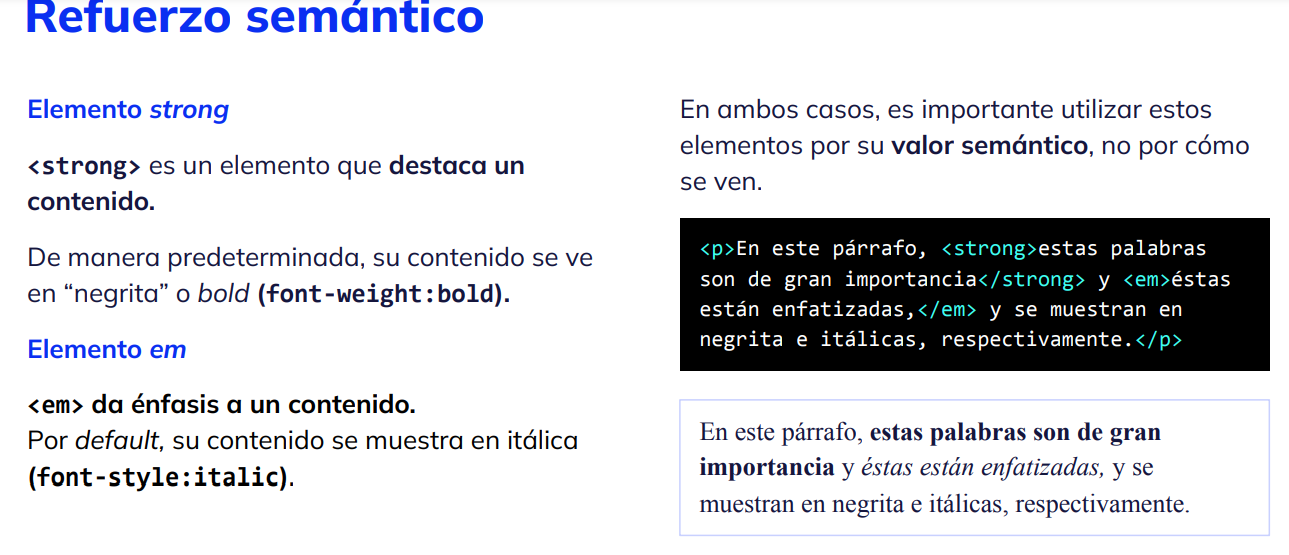 Refuerzo semántico
Elemento strong
<strong> es un elemento que destaca un
contenido.
De manera predeterminada, su contenido se ve
en “negrita” o bold (font-weight:bold).
Elemento em
<em> da énfasis a un contenido.
Por default, su contenido se muestra en itálica
(font-style:italic).
En ambos casos, es importante utilizar estos
elementos por su valor semántico, no por cómo
se ven.
<p>En este párrafo, <strong>estas palabras
son de gran importancia</strong> y <em>éstas
están enfatizadas,</em> y se muestran en
negrita e itálicas, respectivamente.</p>
En este párrafo, estas palabras son de gran
importancia y éstas están enfatizadas, y se
muestran en negrita e itálicas, respectivamente.